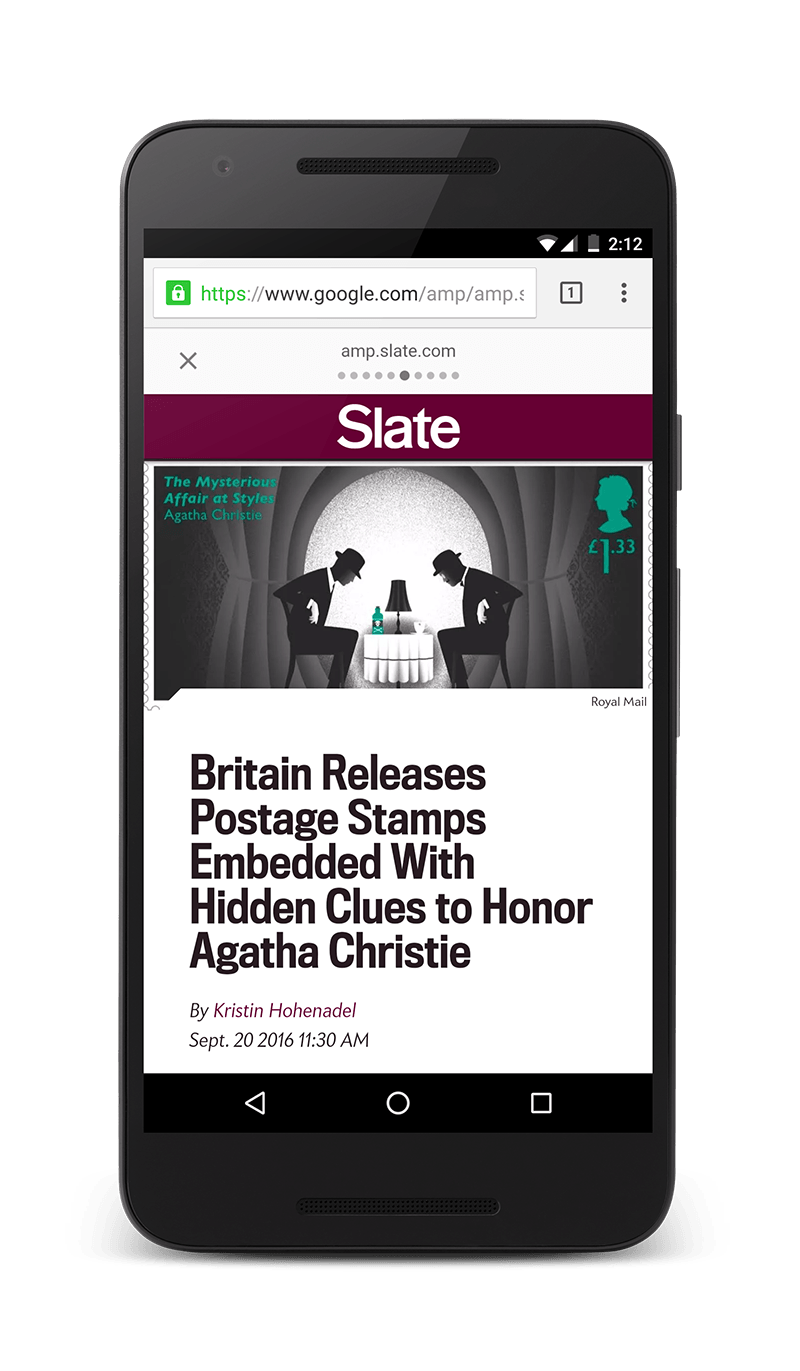 2:12
https://www.google.com/amp/amp.s
1
amp.slate.com
Slate
The Mysterious
Affair at Styles
Agatha Christie
£1.33
Royal Mail
Britain Releases
Postage Stamps
Embedded With
Hidden Clues to Honor
Agatha Christie
By Kristin Hohenadel
Sept. 20 2016 11:30 AM